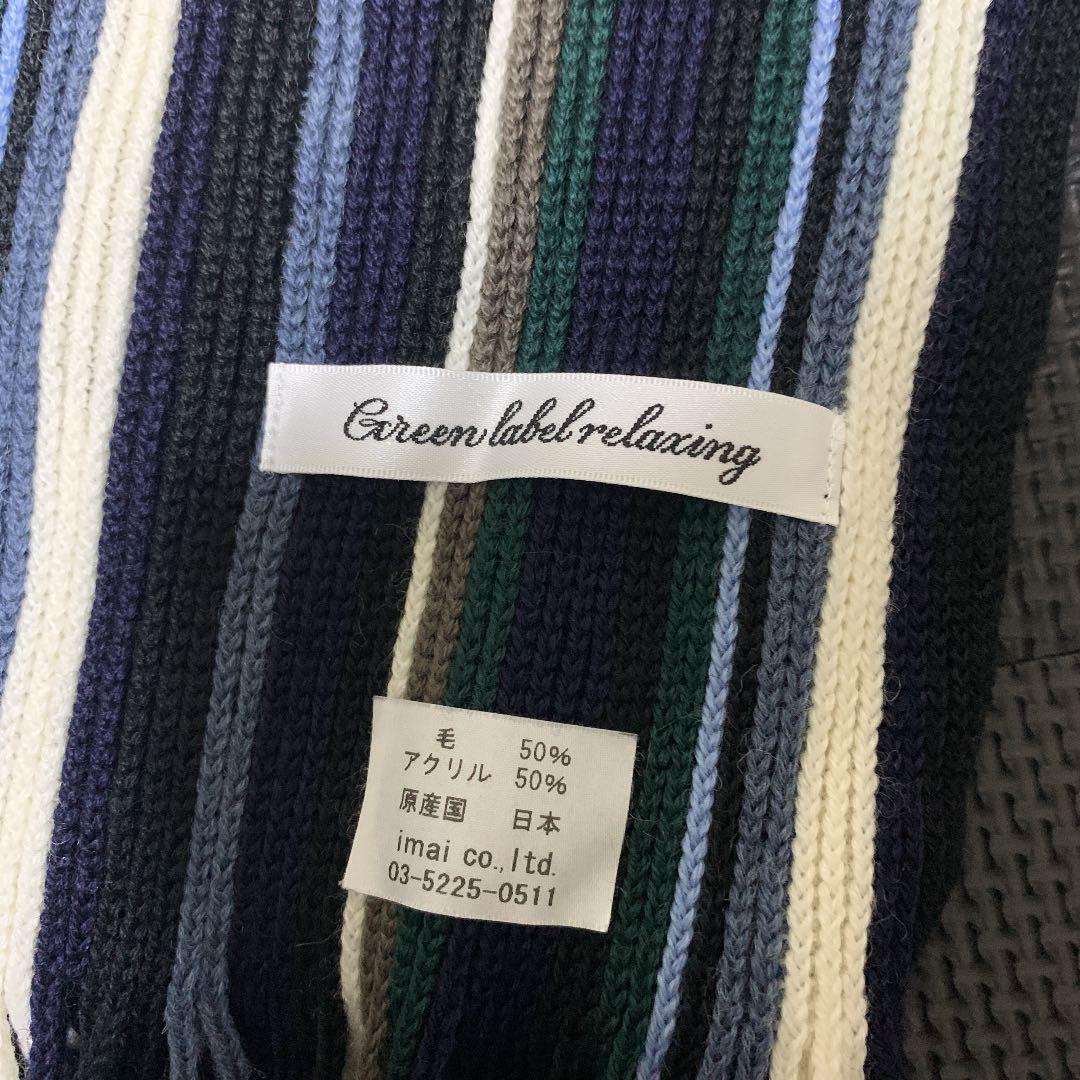 Green label relaxing
毛 50%
アクリル 50%
原産国 日本
imai co.,ltd.
03-5225-0511